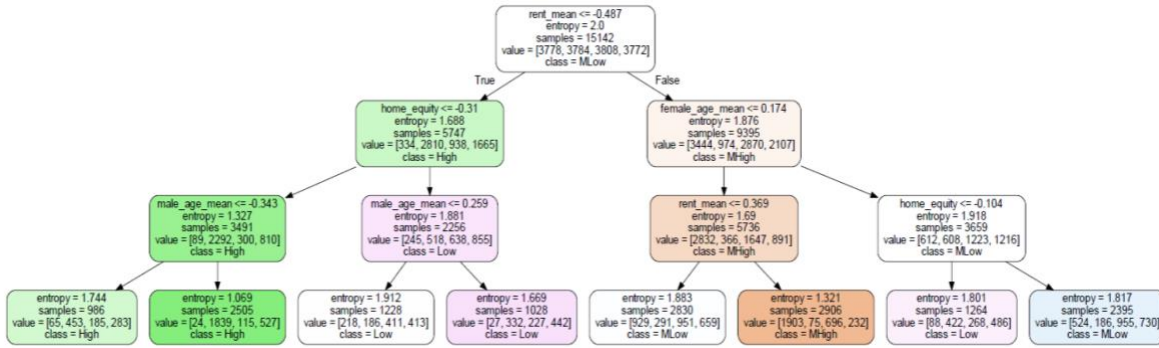 rent_mean <= -0.487
entropy = 2.0
samples = 15142
value = [3778, 3784, 3808, 3772]
class = MLow
True
False
home_equity <= -0.31
entropy = 1.688
samples = 5747
value = [334, 2810, 938, 1665]
class = High
female_age_mean <= 0.174
entropy = 1.876
samples = 9395
value = [3444, 974, 2870, 2107]
class = MHigh
male_age_mean <= -0.343
entropy = 1.327
samples = 3491
value = [89, 2292, 300, 810]
class = High
male_age_mean <= 0.259
entropy = 1.881
samples = 2256
value = [245, 518, 638, 855]
class = Low
rent_mean <= 0.369
entropy = 1.69
samples = 5736
value = [2832, 366, 1647, 891]
class = MHigh
home_equity <= -0.104
entropy = 1.918
samples = 3659
value = [612, 608, 1223, 1216]
class = MLow
entropy = 1.744
samples = 986
value = [65, 453, 185, 283]
class = High
entropy = 1.069
samples = 2505
value = [24, 1839, 115, 527]
class = High
entropy = 1.912
samples = 1228
value = [218, 186, 411, 413]
class = Low
entropy = 1.669
samples = 1028
value = [27, 332, 227, 442]
class = Low
entropy = 1.883
samples = 2830
value = [929, 291, 951, 659]
class = MLow
entropy = 1.321
samples = 2906
value = [1903, 75, 696, 232]
class = MHigh
entropy = 1.801
samples = 1264
value = [88, 422, 268, 486]
class = Low
entropy = 1.817
samples = 2395
value = [524, 186, 955, 730]
class = MLow